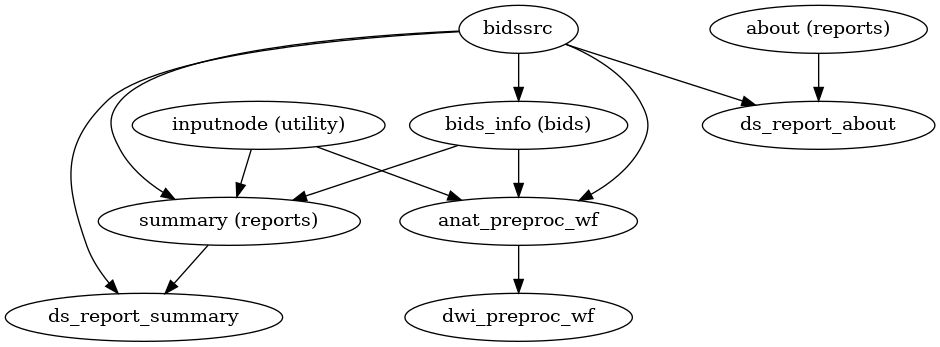 bidssrc
about (reports)
inputnode (utility)
bids_info (bids)
ds_report_about
summary (reports)
anat_preproc_wf
ds_report_summary
dwi_preproc_wf